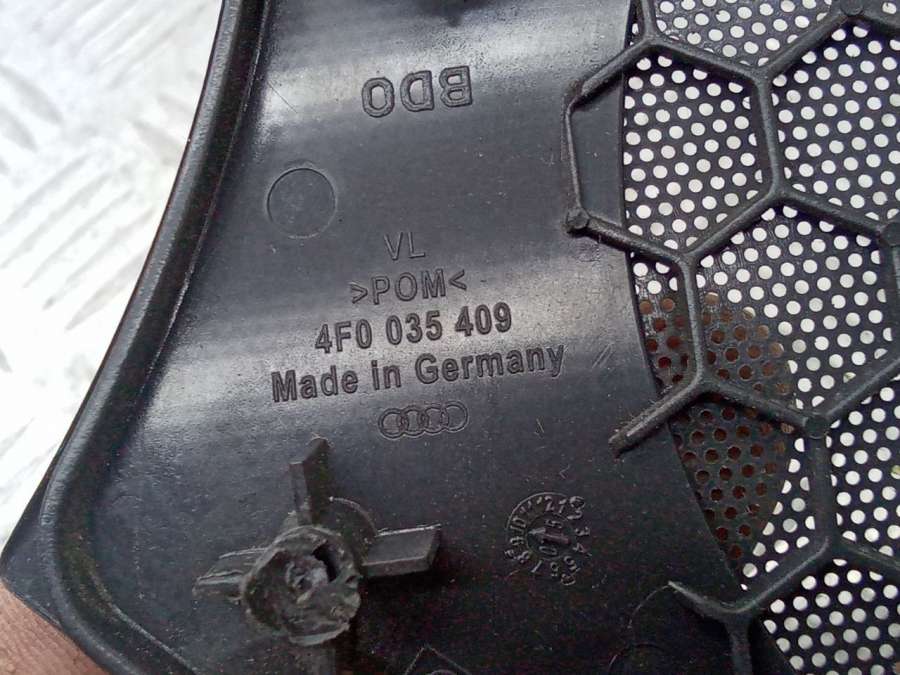 BDO
VL
>POM<
4F0 035 409
Made in Germany